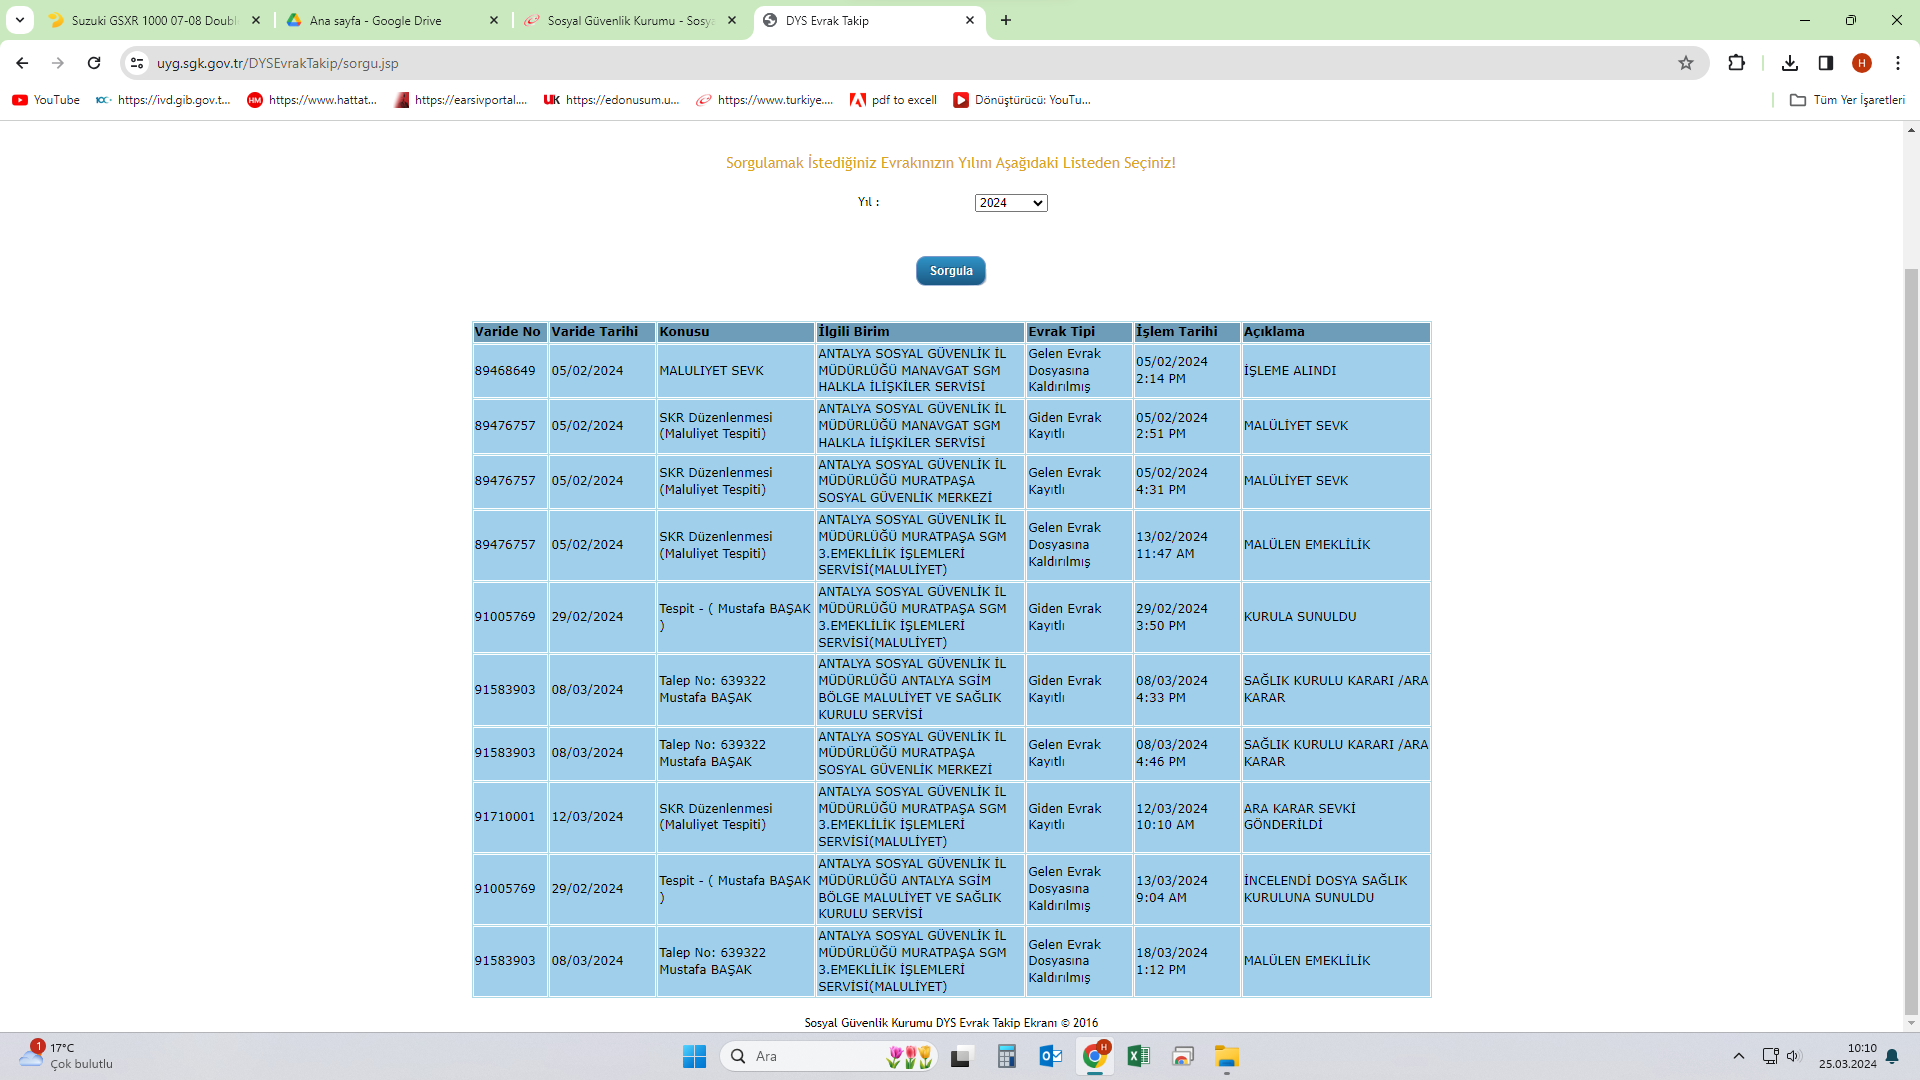 Suzuki GSXR 1000 07-08 Doubl
Ana sayfa - Google Drive
Sosyal Güvenlik Kurumu - Sosya
DYS Evrak Takip
uyg.sgk.gov.tr/DYSEvrakTakip/sorgu.jsp
H
YouTube
https://ivd.gib.gov.t...
HM
https://www.hattat...
https://earsivportal....
UK
https://edonusum.u...
https://www.turkiye....
pdf to excell
Dönüştürücü: YouTu...
Tüm Yer İşaretleri
Sorgulamak İstediğiniz Evrakınızın Yılını Aşağıdaki Listeden Seçiniz!
Yıl :
2024
Sorgula
Varide No Varide Tarihi Konusu İlgili Birim Evrak Tipi İşlem Tarihi Açıklama
89468649
05/02/2024
MALULIYET SEVK
ANTALYA SOSYAL GÜVENLİK İL
MÜDÜRLÜĞÜ MANAVGAT SGM
HALKLA İLİŞKİLER SERVİSİ
Gelen Evrak
Dosyasına
Kaldırılmış
05/02/2024
2:14 PM
İŞLEME ALINDI
89476757
05/02/2024
SKR Düzenlenmesi
(Maluliyet Tespiti)
ANTALYA SOSYAL GÜVENLİK İL
MÜDÜRLÜĞÜ MANAVGAT SGM
HALKLA İLİŞKİLER SERVİSİ
Giden Evrak
Kayıtlı
05/02/2024
2:51 PM
MALÜLİYET SEVK
89476757
05/02/2024
SKR Düzenlenmesi
(Maluliyet Tespiti)
ANTALYA SOSYAL GÜVENLİK İL
MÜDÜRLÜĞÜ MURATPAŞA
SOSYAL GÜVENLİK MERKEZİ
Gelen Evrak
Kayıtlı
05/02/2024
4:31 PM
MALÜLİYET SEVK
89476757
05/02/2024
SKR Düzenlenmesi
(Maluliyet Tespiti)
ANTALYA SOSYAL GÜVENLİK İL
MÜDÜRLÜĞÜ MURATPAŞA SGM
3.EMEKLİLİK İŞLEMLERİ
SERVİSİ(MALULİYET)
Gelen Evrak
Dosyasına
Kaldırılmış
13/02/2024
11:47 AM
MALÜLEN EMEKLİLİK
91005769
29/02/2024
Tespit - ( Mustafa BAŞAK
)
ANTALYA SOSYAL GÜVENLİK İL
MÜDÜRLÜĞÜ MURATPAŞA SGM
3.EMEKLİLİK İŞLEMLERİ
SERVİSİ(MALULİYET)
Giden Evrak
Kayıtlı
29/02/2024
3:50 PM
KURULA SUNULDU
91583903
08/03/2024
Talep No: 639322
Mustafa BAŞAK
ANTALYA SOSYAL GÜVENLİK İL
MÜDÜRLÜĞÜ ANTALYA SGİM
BÖLGE MALULİYET VE SAĞLIK
KURULU SERVİSİ
Giden Evrak
Kayıtlı
08/03/2024
4:33 PM
SAĞLIK KURULU KARARI /ARA
KARAR
91583903
08/03/2024
Talep No: 639322
Mustafa BAŞAK
ANTALYA SOSYAL GÜVENLİK İL
MÜDÜRLÜĞÜ MURATPAŞA
SOSYAL GÜVENLİK MERKEZİ
Gelen Evrak
Kayıtlı
08/03/2024
4:46 PM
SAĞLIK KURULU KARARI /ARA
KARAR
91710001
12/03/2024
SKR Düzenlenmesi
(Maluliyet Tespiti)
ANTALYA SOSYAL GÜVENLİK İL
MÜDÜRLÜĞÜ MURATPAŞA SGM
3.EMEKLİLİK İŞLEMLERİ
SERVİSİ(MALULİYET)
Giden Evrak
Kayıtlı
12/03/2024
10:10 AM
ARA KARAR SEVKİ
GÖNDERİLDİ
91005769
29/02/2024
Tespit - ( Mustafa BAŞAK
)
ANTALYA SOSYAL GÜVENLİK İL
MÜDÜRLÜĞÜ ANTALYA SGİM
BÖLGE MALULİYET VE SAĞLIK
KURULU SERVİSİ
Gelen Evrak
Dosyasına
Kaldırılmış
13/03/2024
9:04 AM
İNCELENDİ DOSYA SAĞLIK
KURULUNA SUNULDU
91583903
08/03/2024
Talep No: 639322
Mustafa BAŞAK
ANTALYA SOSYAL GÜVENLİK İL
MÜDÜRLÜĞÜ MURATPAŞA SGM
3.EMEKLİLİK İŞLEMLERİ
SERVİSİ(MALULİYET)
Gelen Evrak
Dosyasına
Kaldırılmış
18/03/2024
1:12 PM
MALÜLEN EMEKLİLİK
Sosyal Güvenlik Kurumu DYS Evrak Takip Ekranı © 2016
1
17°C
Çok bulutlu
Ara
H
10:10
25.03.2024